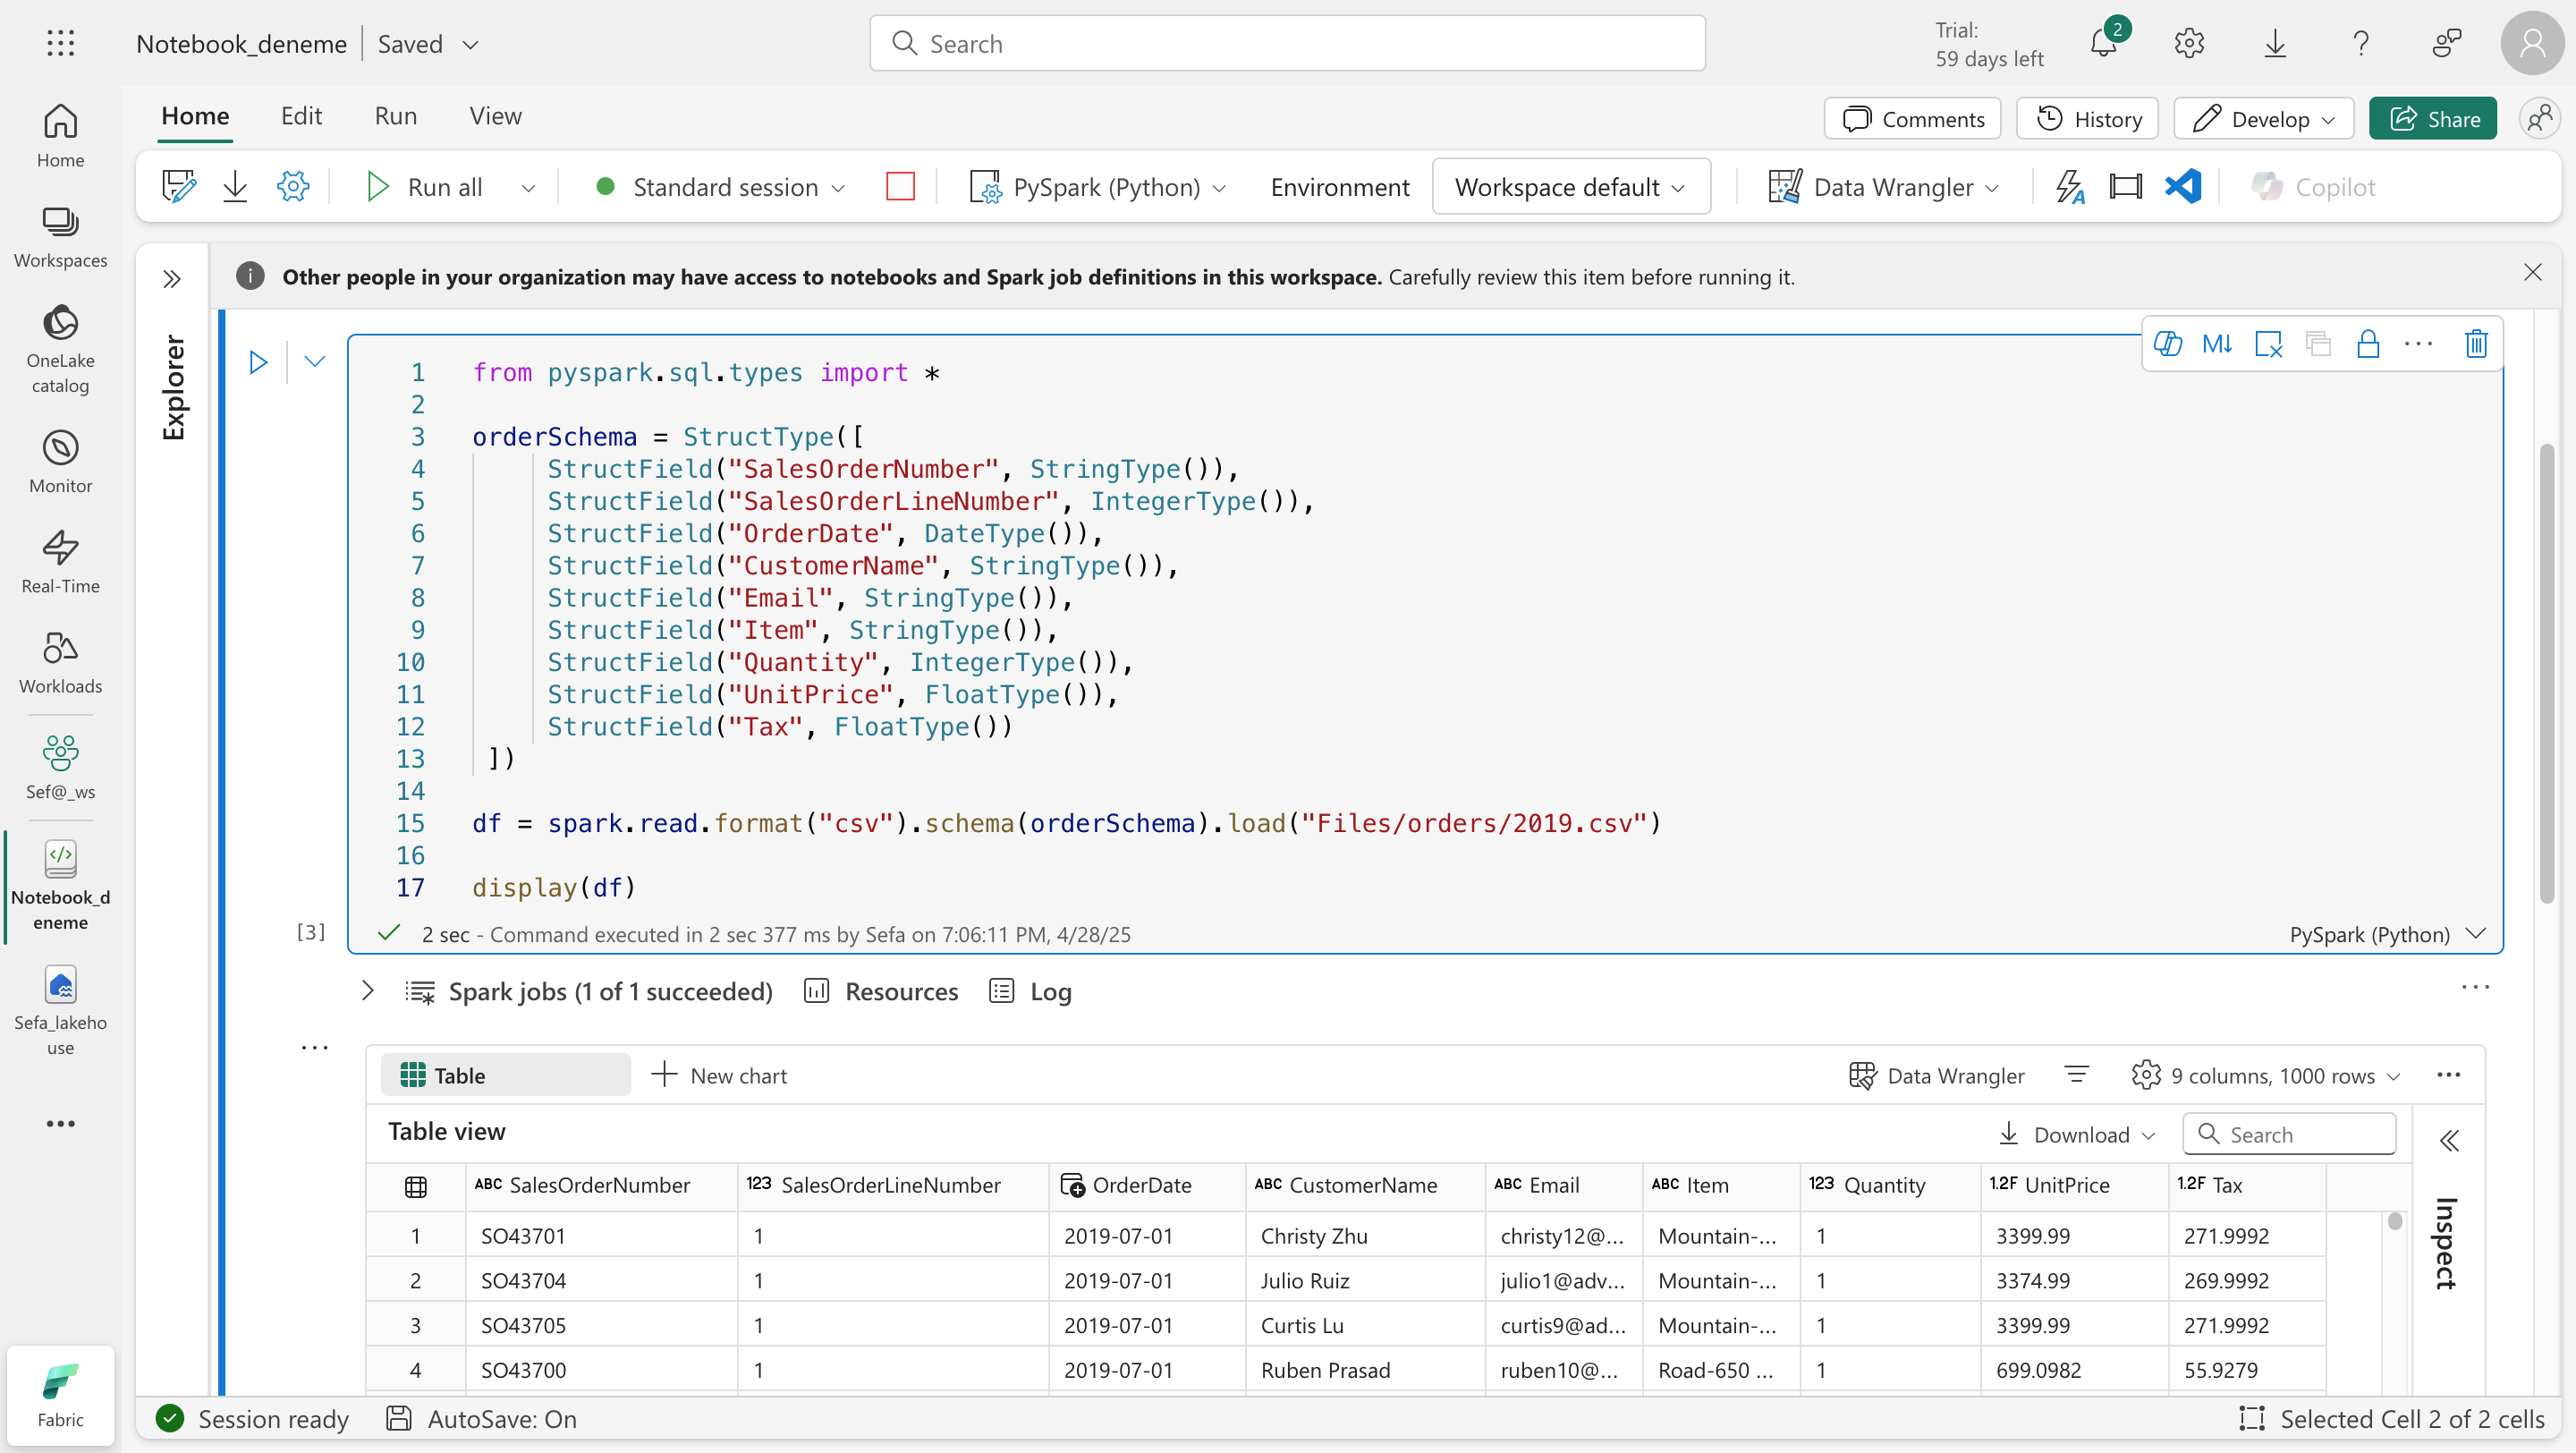 Notebook_deneme | Saved
Search
Trial:
59 days left
2
Home Edit Run View
Comments
History
Develop
Share
Run all
Standard session
PySpark (Python)
Environment
Workspace default
Data Wrangler
Copilot
Home
Workspaces
OneLake
catalog
Monitor
Real-Time
Workloads
Sef@_ws
Notebook_d
eneme
Sefa_lakeho
use
Fabric
Explorer
Other people in your organization may have access to notebooks and Spark job definitions in this workspace. Carefully review this item before running it.
M↓
1 from pyspark.sql.types import *
2
3 orderSchema = StructType([
4 StructField("SalesOrderNumber", StringType()),
5 StructField("SalesOrderLineNumber", IntegerType()),
6 StructField("OrderDate", DateType()),
7 StructField("CustomerName", StringType()),
8 StructField("Email", StringType()),
9 StructField("Item", StringType()),
10 StructField("Quantity", IntegerType()),
11 StructField("UnitPrice", FloatType()),
12 StructField("Tax", FloatType())
13 ])
14
15 df = spark.read.format("csv").schema(orderSchema).load("Files/orders/2019.csv")
16
17 display(df)
[3]
2 sec - Command executed in 2 sec 377 ms by Sefa on 7:06:11 PM, 4/28/25
PySpark (Python)
Spark jobs (1 of 1 succeeded) Resources Log
Table
New chart
Data Wrangler
9 columns, 1000 rows
Table view
Download
Search
Inspect
ABC SalesOrderNumber 123 SalesOrderLineNumber OrderDate ABC CustomerName ABC Email ABC Item 123 Quantity 1.2F UnitPrice 1.2F Tax
1 SO43701 1 2019-07-01 Christy Zhu christy12@... Mountain-... 1 3399.99 271.9992
2 SO43704 1 2019-07-01 Julio Ruiz julio1@adv... Mountain-... 1 3374.99 269.9992
3 SO43705 1 2019-07-01 Curtis Lu curtis9@ad... Mountain-... 1 3399.99 271.9992
4 SO43700 1 2019-07-01 Ruben Prasad ruben10@... Road-650 ... 1 699.0982 55.9279
Session ready
AutoSave: On
Selected Cell 2 of 2 cells